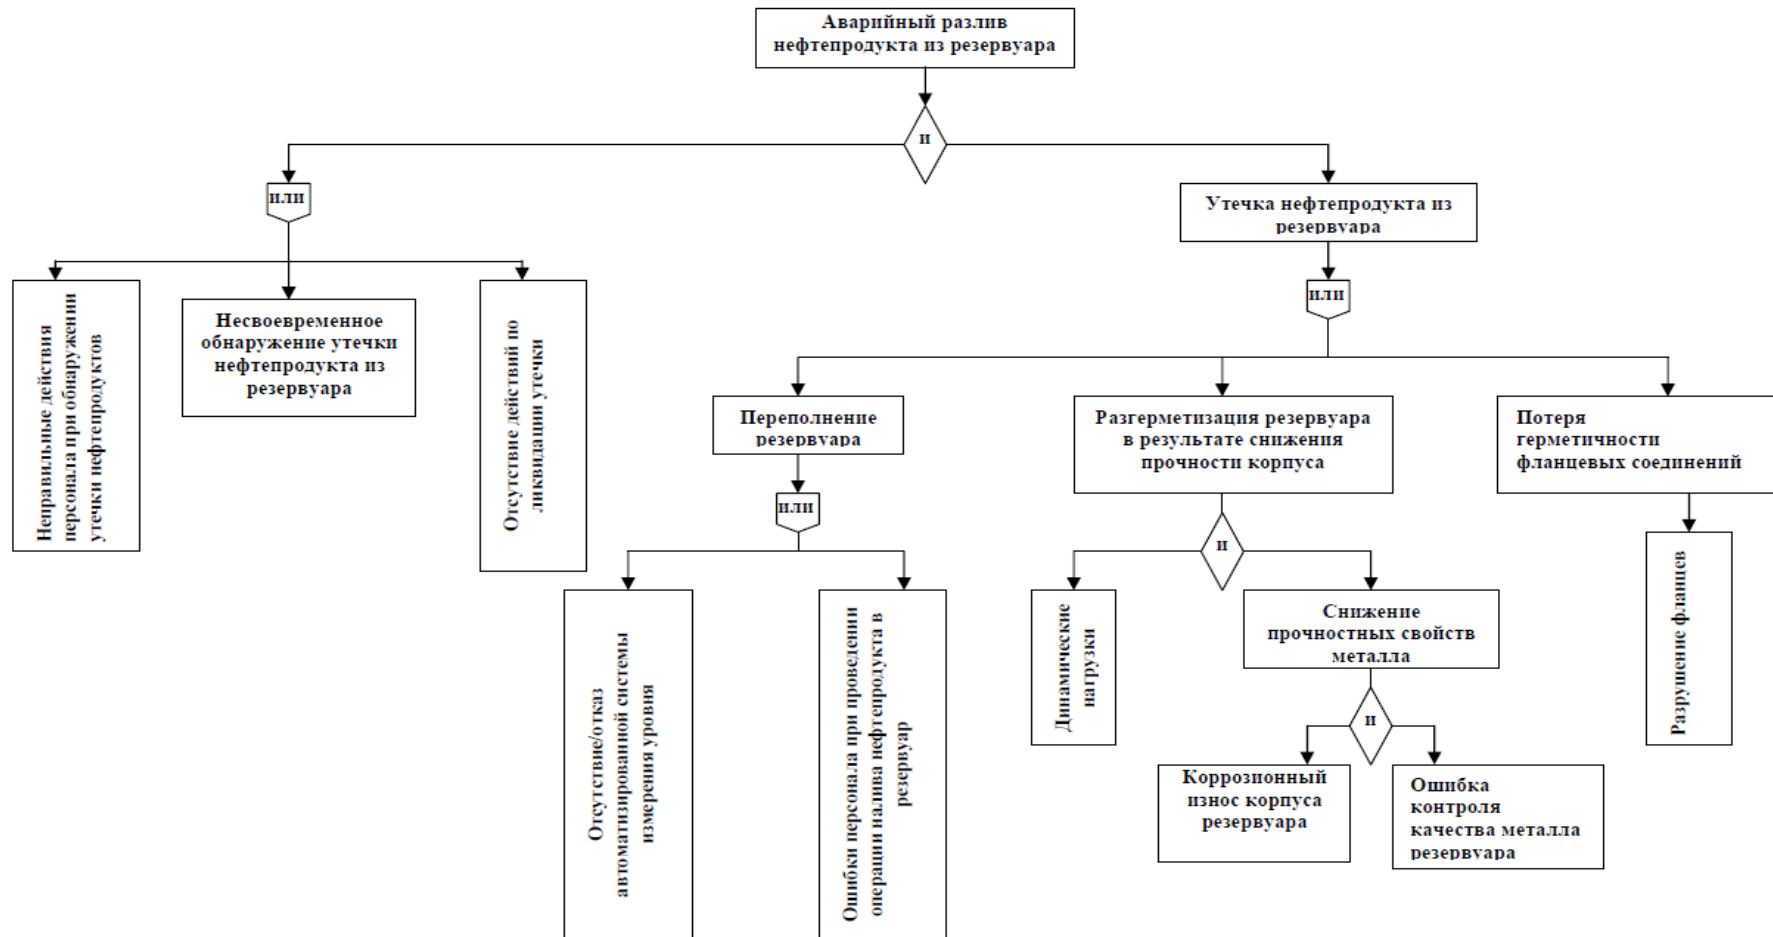 Аварийный разлив
нефтепродукта из резервуара
и
или
Утечка нефтепродукта из
резервуара
Неправильные действия
персонала при обнаружении
утечки нефтепродуктов
Несвоевременное
обнаружение утечки
нефтепродукта из
резервуара
Отсутствие действий по
ликвидации утечки
или
Переполнение
резервуара
Разгерметизация резервуара
в результате снижения
прочности корпуса
Потеря
герметичности
фланцевых соединений
или
и
Отсутствие/отказ
автоматизированной системы
измерения уровня
Ошибки персонала при проведении
операции налива нефтепродукта в
резервуар
Динамические
нагрузки
Снижение
прочностных свойств
металла
Разрушение фланцев
и
Коррозионный
износ корпуса
резервуара
Ошибка
контроля
качества металла
резервуара